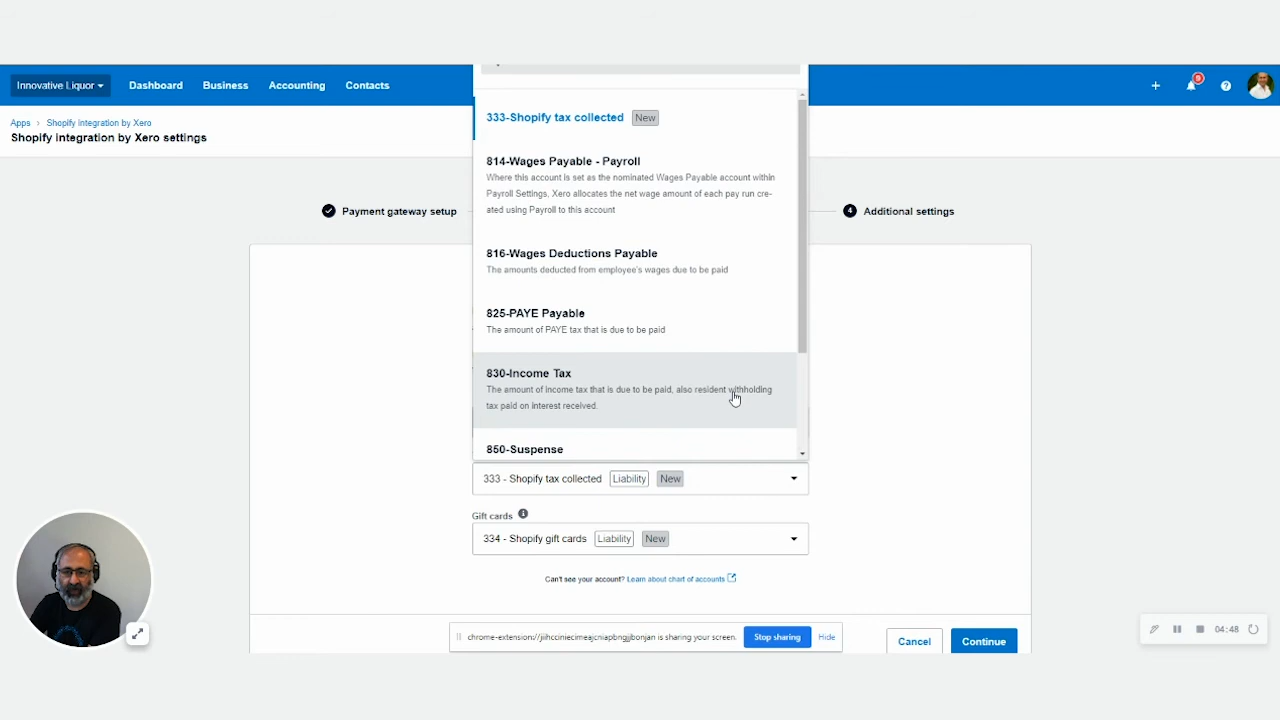 Innovative Liquor
Dashboard
Business
Accounting
Contacts
9
Apps › Shopify integration by Xero
Shopify integration by Xero settings
Payment gateway setup
4 Additional settings
333-Shopify tax collected New
814-Wages Payable - Payroll
Where this account is set as the nominated Wages Payable account within
Payroll Settings, Xero allocates the net wage amount of each pay run cre-
ated using Payroll to this account
816-Wages Deductions Payable
The amounts deducted from employee's wages due to be paid
825-PAYE Payable
The amount of PAYE tax that is due to be paid
830-Income Tax
The amount of income tax that is due to be paid, also resident withholding
tax paid on interest received.
850-Suspense
333 - Shopify tax collected Liability New
Gift cards
334 - Shopify gift cards Liability New
Can't see your account? Learn about chart of accounts
chrome-extension://jiihcciniecimeajcniapbngjjbonjan is sharing your screen. Stop sharing Hide
Cancel
Continue
04:48